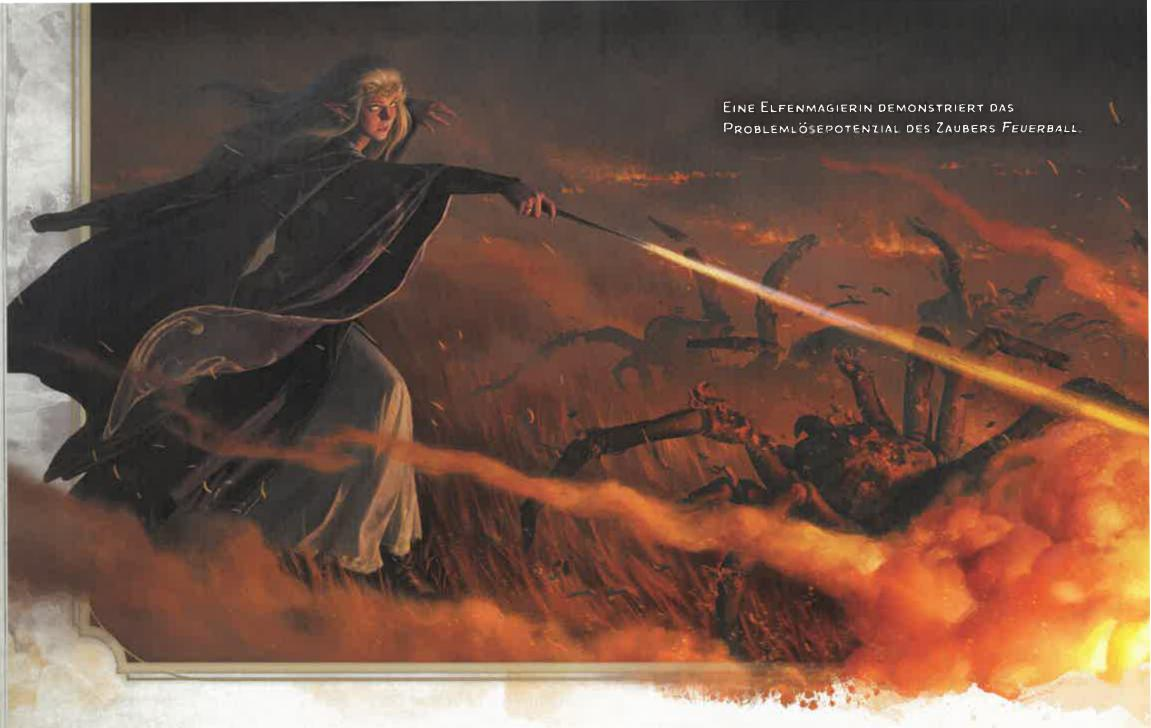 Eine Elfenmagierin demonstriert das
Problemlösepotenzial des Zaubers Feuerball.